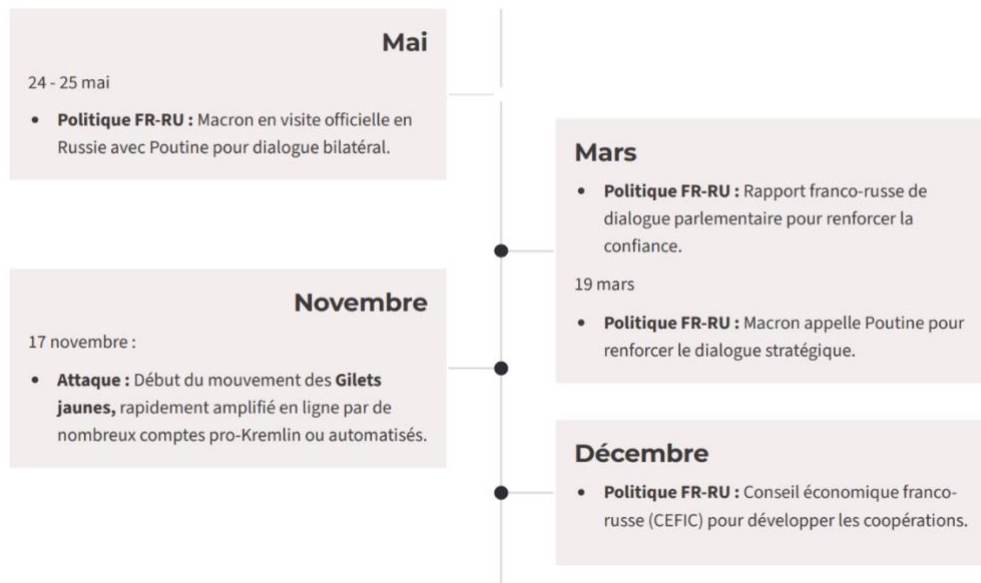 Mai
24 - 25 mai
• Politique FR-RU : Macron en visite officielle en
Russie avec Poutine pour dialogue bilatéral.
Mars
• Politique FR-RU : Rapport franco-russe de
dialogue parlementaire pour renforcer la
confiance.
19 mars
• Politique FR-RU : Macron appelle Poutine pour
renforcer le dialogue stratégique.
Novembre
17 novembre :
• Attaque : Début du mouvement des Gilets
jaunes, rapidement amplifié en ligne par de
nombreux comptes pro-Kremlin ou automatisés.
Décembre
• Politique FR-RU : Conseil économique franco-
russe (CEFIC) pour développer les coopérations.